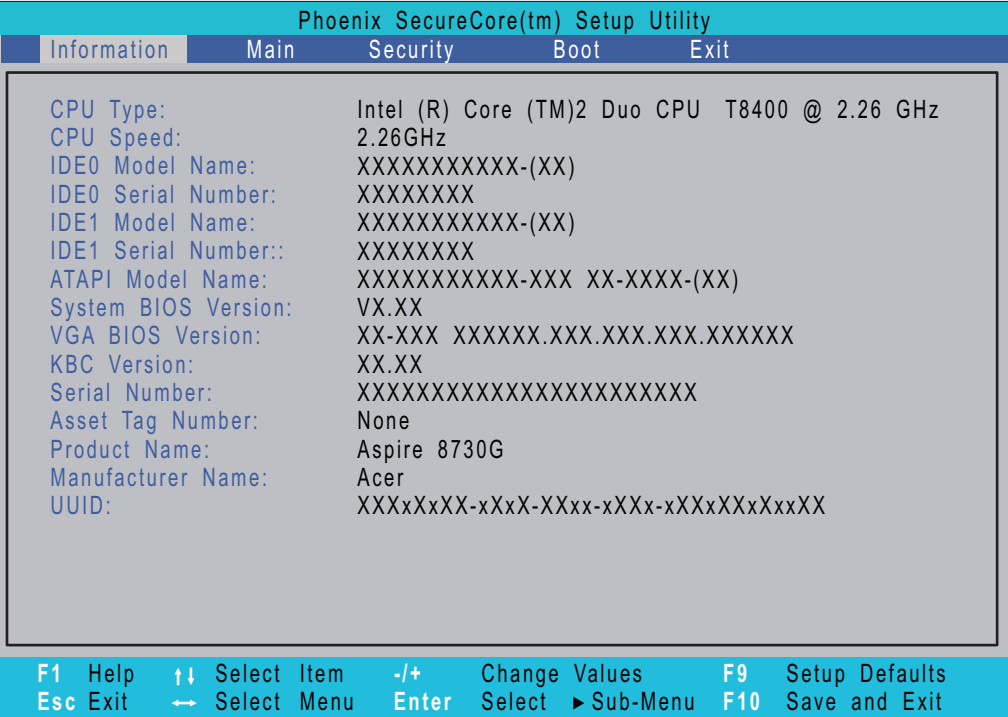 Phoenix SecureCore(tm) Setup Utility
Information Main Security Boot Exit
CPU Type: Intel (R) Core (TM)2 Duo CPU T8400 @ 2.26 GHz
CPU Speed: 2.26GHz
IDE0 Model Name: XXXXXXXXXXX-(XX)
IDE0 Serial Number: XXXXXXXX
IDE1 Model Name: XXXXXXXXXXX-(XX)
IDE1 Serial Number:: XXXXXXXX
ATAPI Model Name: XXXXXXXXXXX-XXX XX-XXXX-(XX)
System BIOS Version: VX.XX
VGA BIOS Version: XX-XXX XXXXXX.XXX.XXX.XXX.XXXXXX
KBC Version: XX.XX
Serial Number: XXXXXXXXXXXXXXXXXXXXXXX
Asset Tag Number: None
Product Name: Aspire 8730G
Manufacturer Name: Acer
UUID: XXXxXxXX-xXxX-XXxx-xXXx-xXXxXXxXxxXX
F1 Help ↑↓ Select Item -/+ Change Values F9 Setup Defaults
Esc Exit ↔ Select Menu Enter Select ▶ Sub-Menu F10 Save and Exit